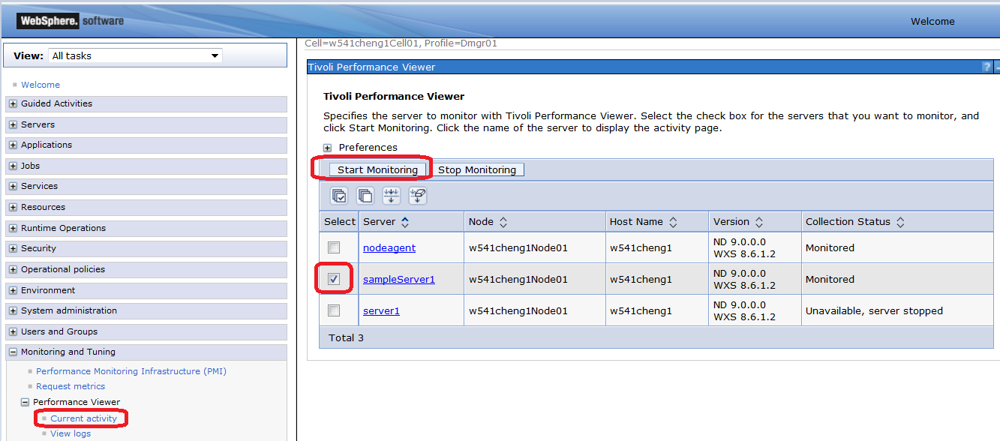 WebSphere. software
Welcome
View: All tasks
Welcome
Guided Activities
Servers
Applications
Jobs
Services
Resources
Runtime Operations
Security
Operational policies
Environment
System administration
Users and Groups
Monitoring and Tuning
Performance Monitoring Infrastructure (PMI)
Request metrics
Performance Viewer
Current activity
View logs
Cell=w541cheng1Cell01, Profile=Dmgr01
Tivoli Performance Viewer ?
Tivoli Performance Viewer
Specifies the server to monitor with Tivoli Performance Viewer. Select the check box for the servers that you want to monitor, and
click Start Monitoring. Click the name of the server to display the activity page.
Preferences
Start Monitoring Stop Monitoring
Select Server Node Host Name Version Collection Status
nodeagent w541cheng1Node01 w541cheng1 ND 9.0.0.0 Monitored
WXS 8.6.1.2
sampleServer1 w541cheng1Node01 w541cheng1 ND 9.0.0.0 Monitored
WXS 8.6.1.2
server1 w541cheng1Node01 w541cheng1 ND 9.0.0.0 Unavailable, server stopped
WXS 8.6.1.2
Total 3